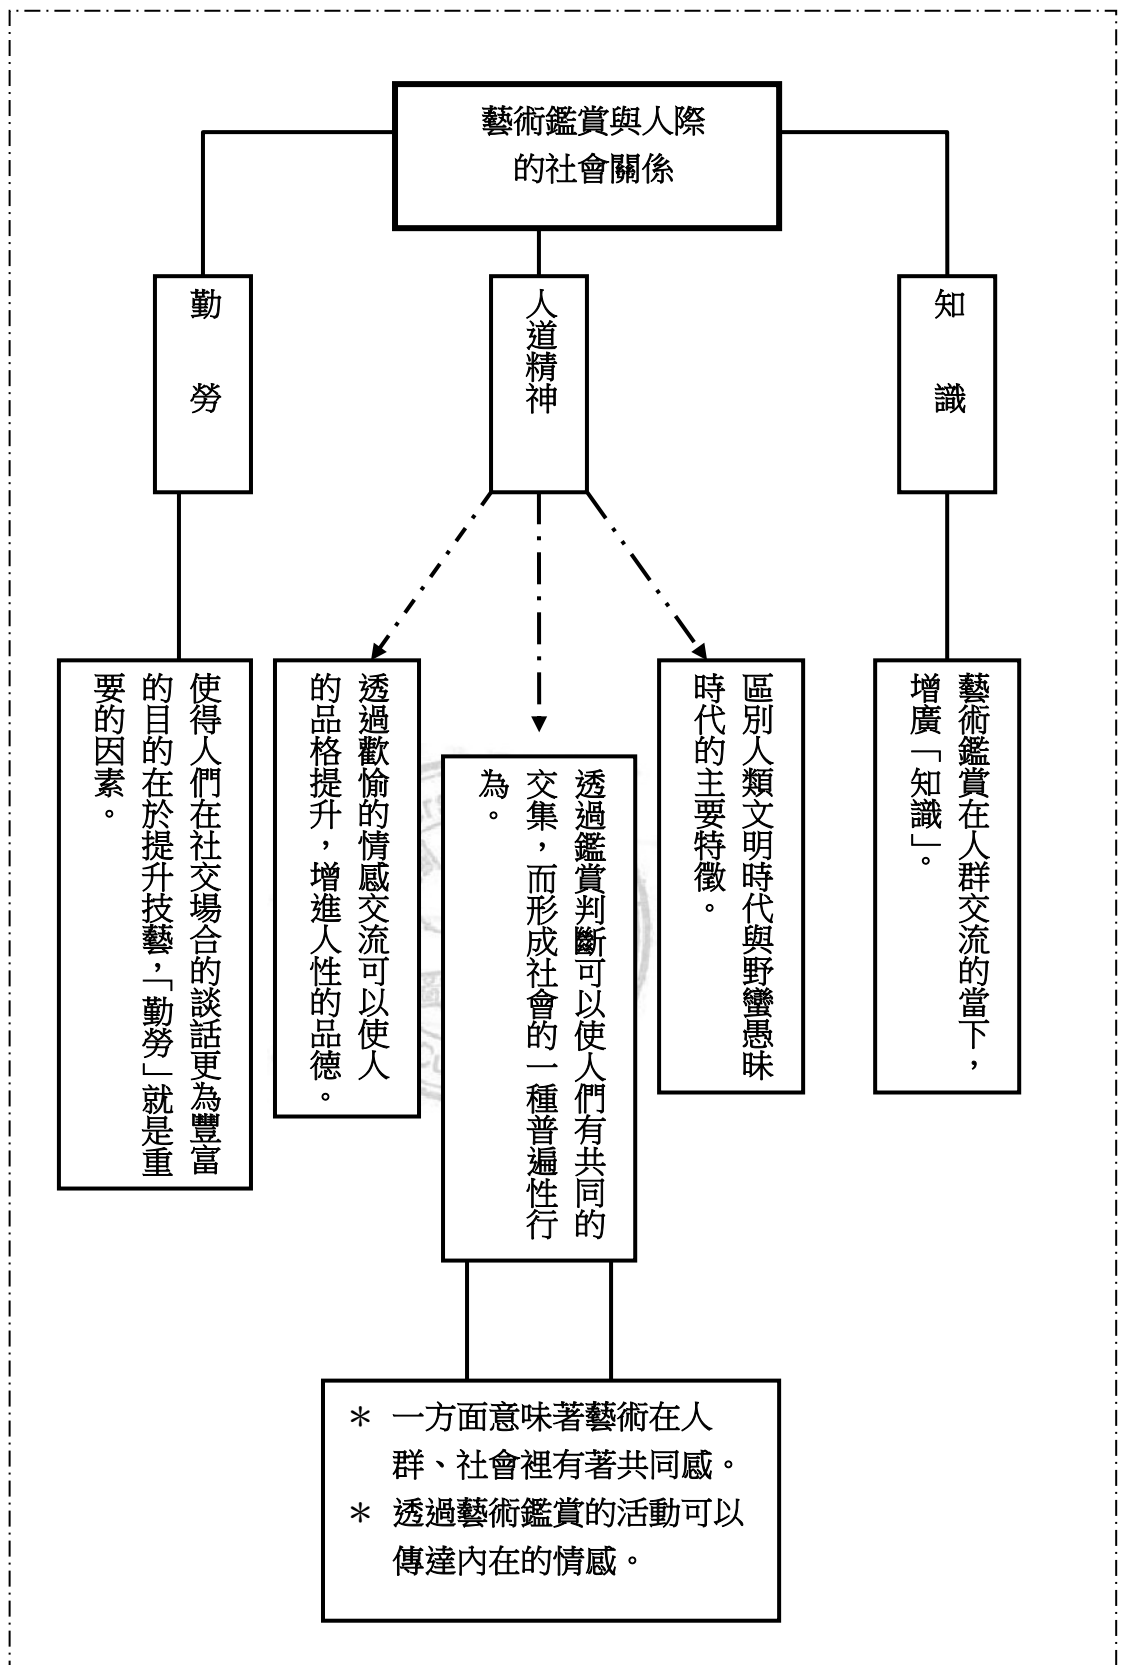 藝術鑑賞與人際
的社會關係
勤勞
人道精神
知識
使得人們在社交場合的談話更為豐富
的目的在於提升技藝,「勤勞」就是重
要的因素。
透過歡愉的情感交流可以使人
的品格提升,增進人性的品德。
透過鑑賞判斷可以使人們有共同的
交集,而形成社會的一種普遍性行
為。
區別人類文明時代與野蠻愚昧
時代的主要特徵。
藝術鑑賞在人群交流的當下,
增廣「知識」。
＊ 一方面意味著藝術在人
群、社會裡有著共同感。
＊ 透過藝術鑑賞的活動可以
傳達內在的情感。